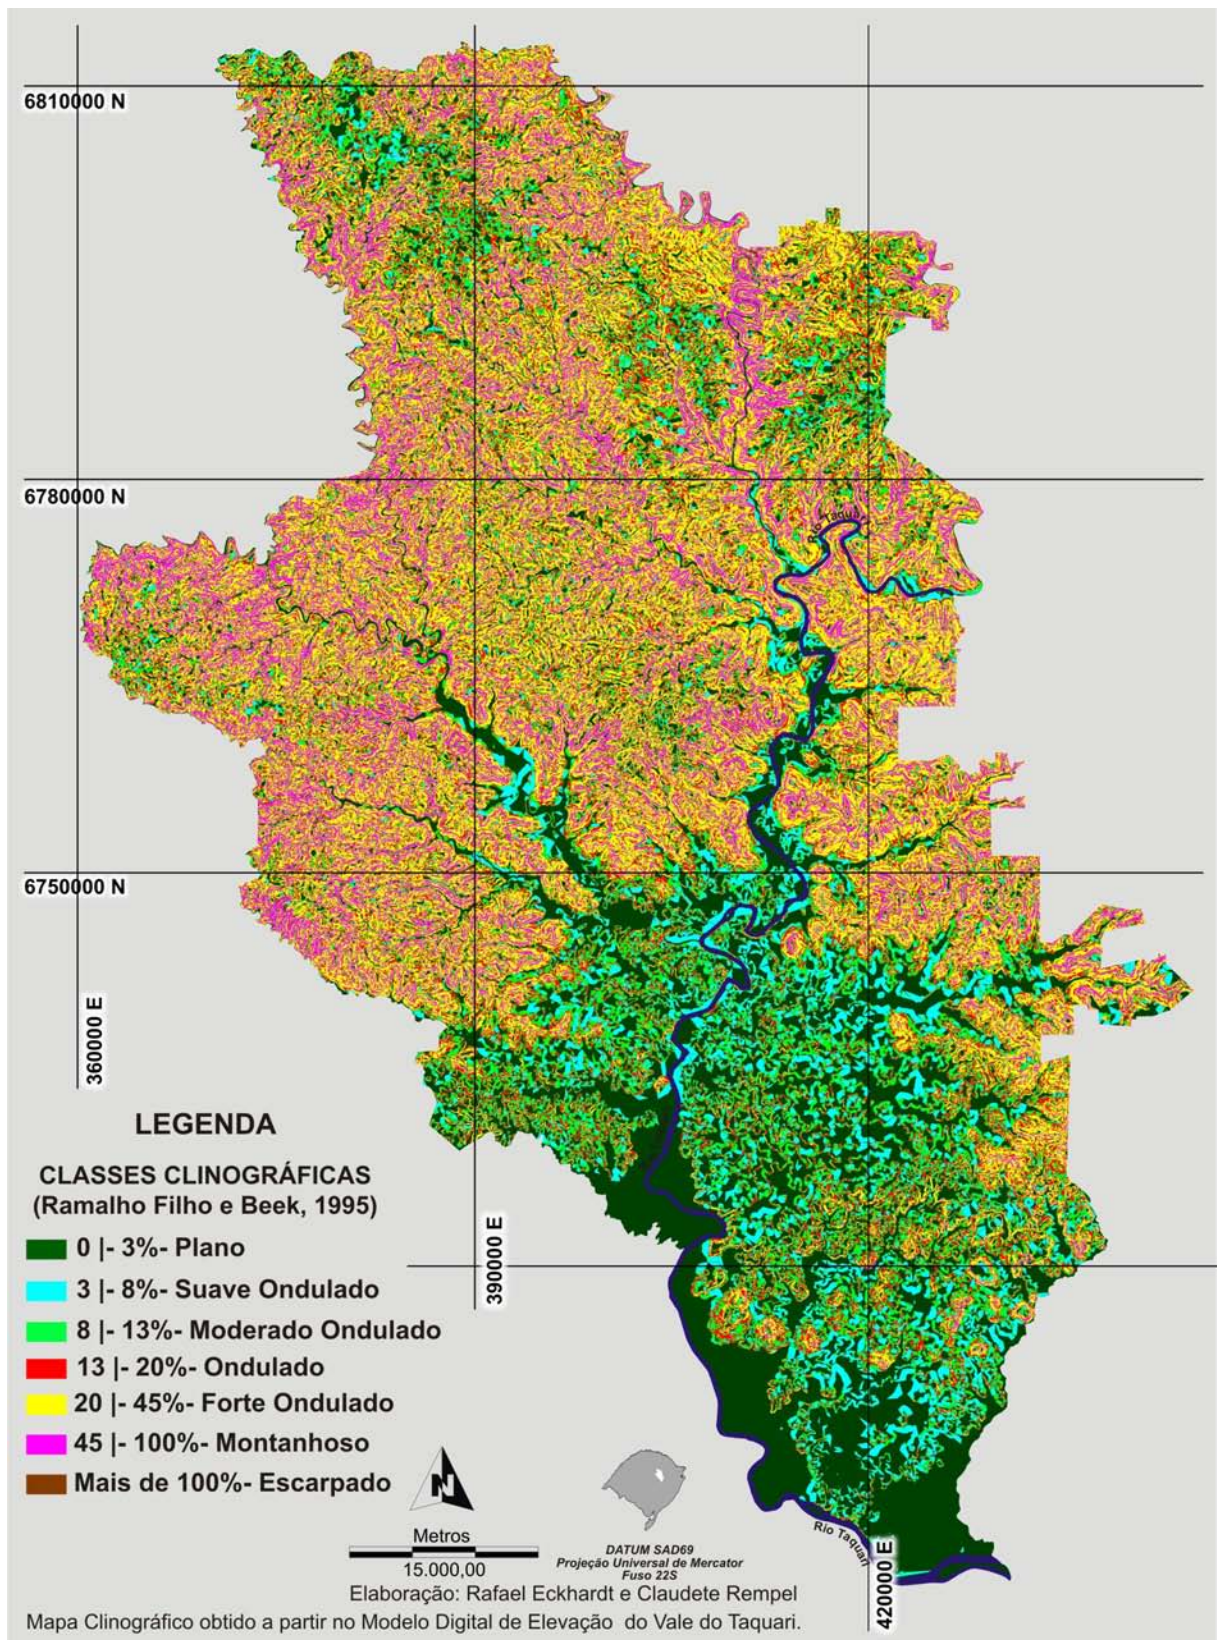 6810000 N
Rio Taquari
6780000 N
6750000 N
360000 E
390000 E
420000 E
LEGENDA
CLASSES CLINOGRÁFICAS
(Ramalho Filho e Beek, 1995)
0 |- 3%- Plano
3 |- 8%- Suave Ondulado
8 |- 13%- Moderado Ondulado
13 |- 20%- Ondulado
20 |- 45%- Forte Ondulado
45 |- 100%- Montanhoso
Mais de 100%- Escarpado
N
Metros
15.000,00
DATUM SAD69
Projeção Universal de Mercator
Fuso 22S
Rio Taquari
Elaboração: Rafael Eckhardt e Claudete Rempel
Mapa Clinográfico obtido a partir no Modelo Digital de Elevação do Vale do Taquari.